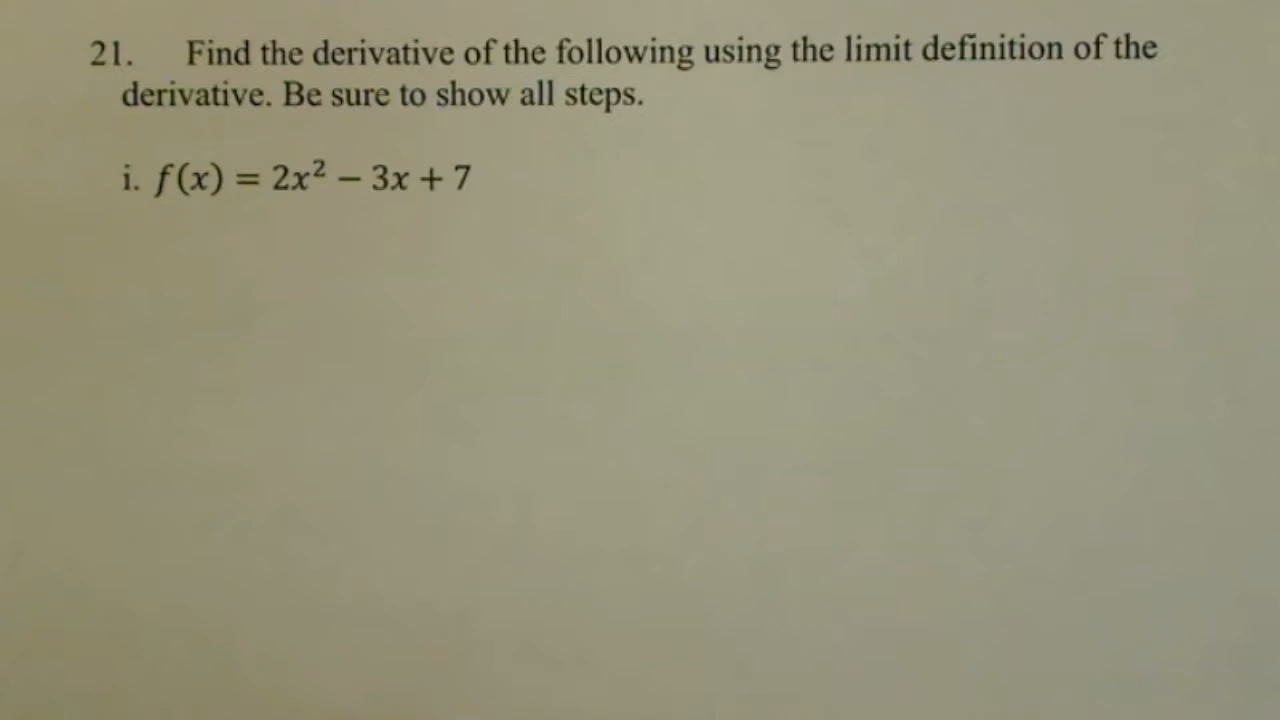 21. Find the derivative of the following using the limit definition of the
derivative. Be sure to show all steps.
i. f(x) = 2x² − 3x + 7